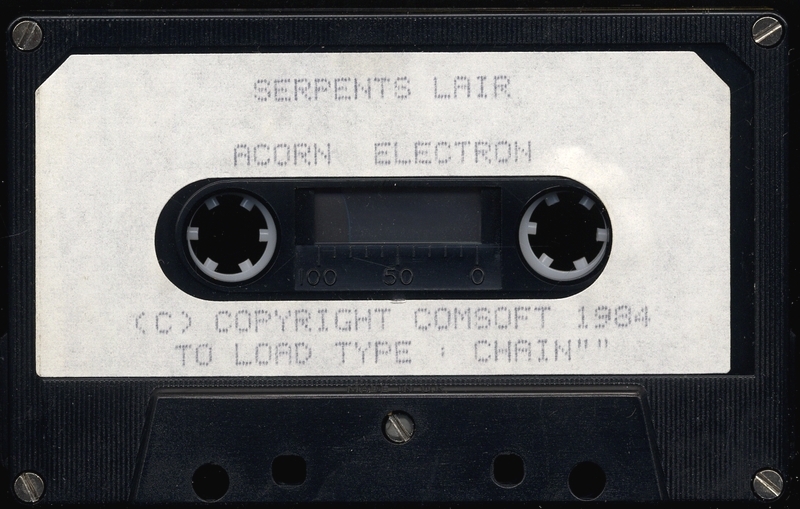 SERPENTS LAIR
ACORN ELECTRON
100 50 0
(C) COPYRIGHT COMSOFT 1984
TO LOAD TYPE : CHAIN""